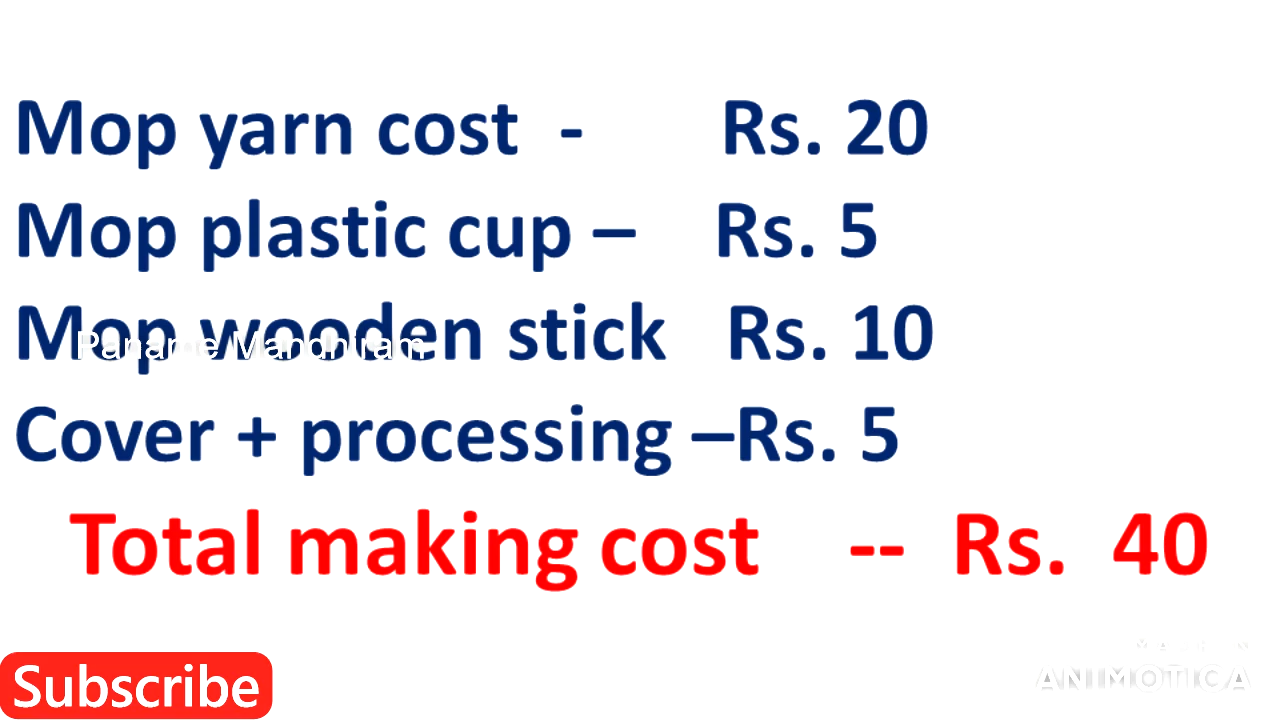 Mop yarn cost - Rs. 20
Mop plastic cup – Rs. 5
Mop wooden stick Rs. 10
Cover + processing –Rs. 5
Total making cost -- Rs. 40
Subscribe
ANIMOTICA